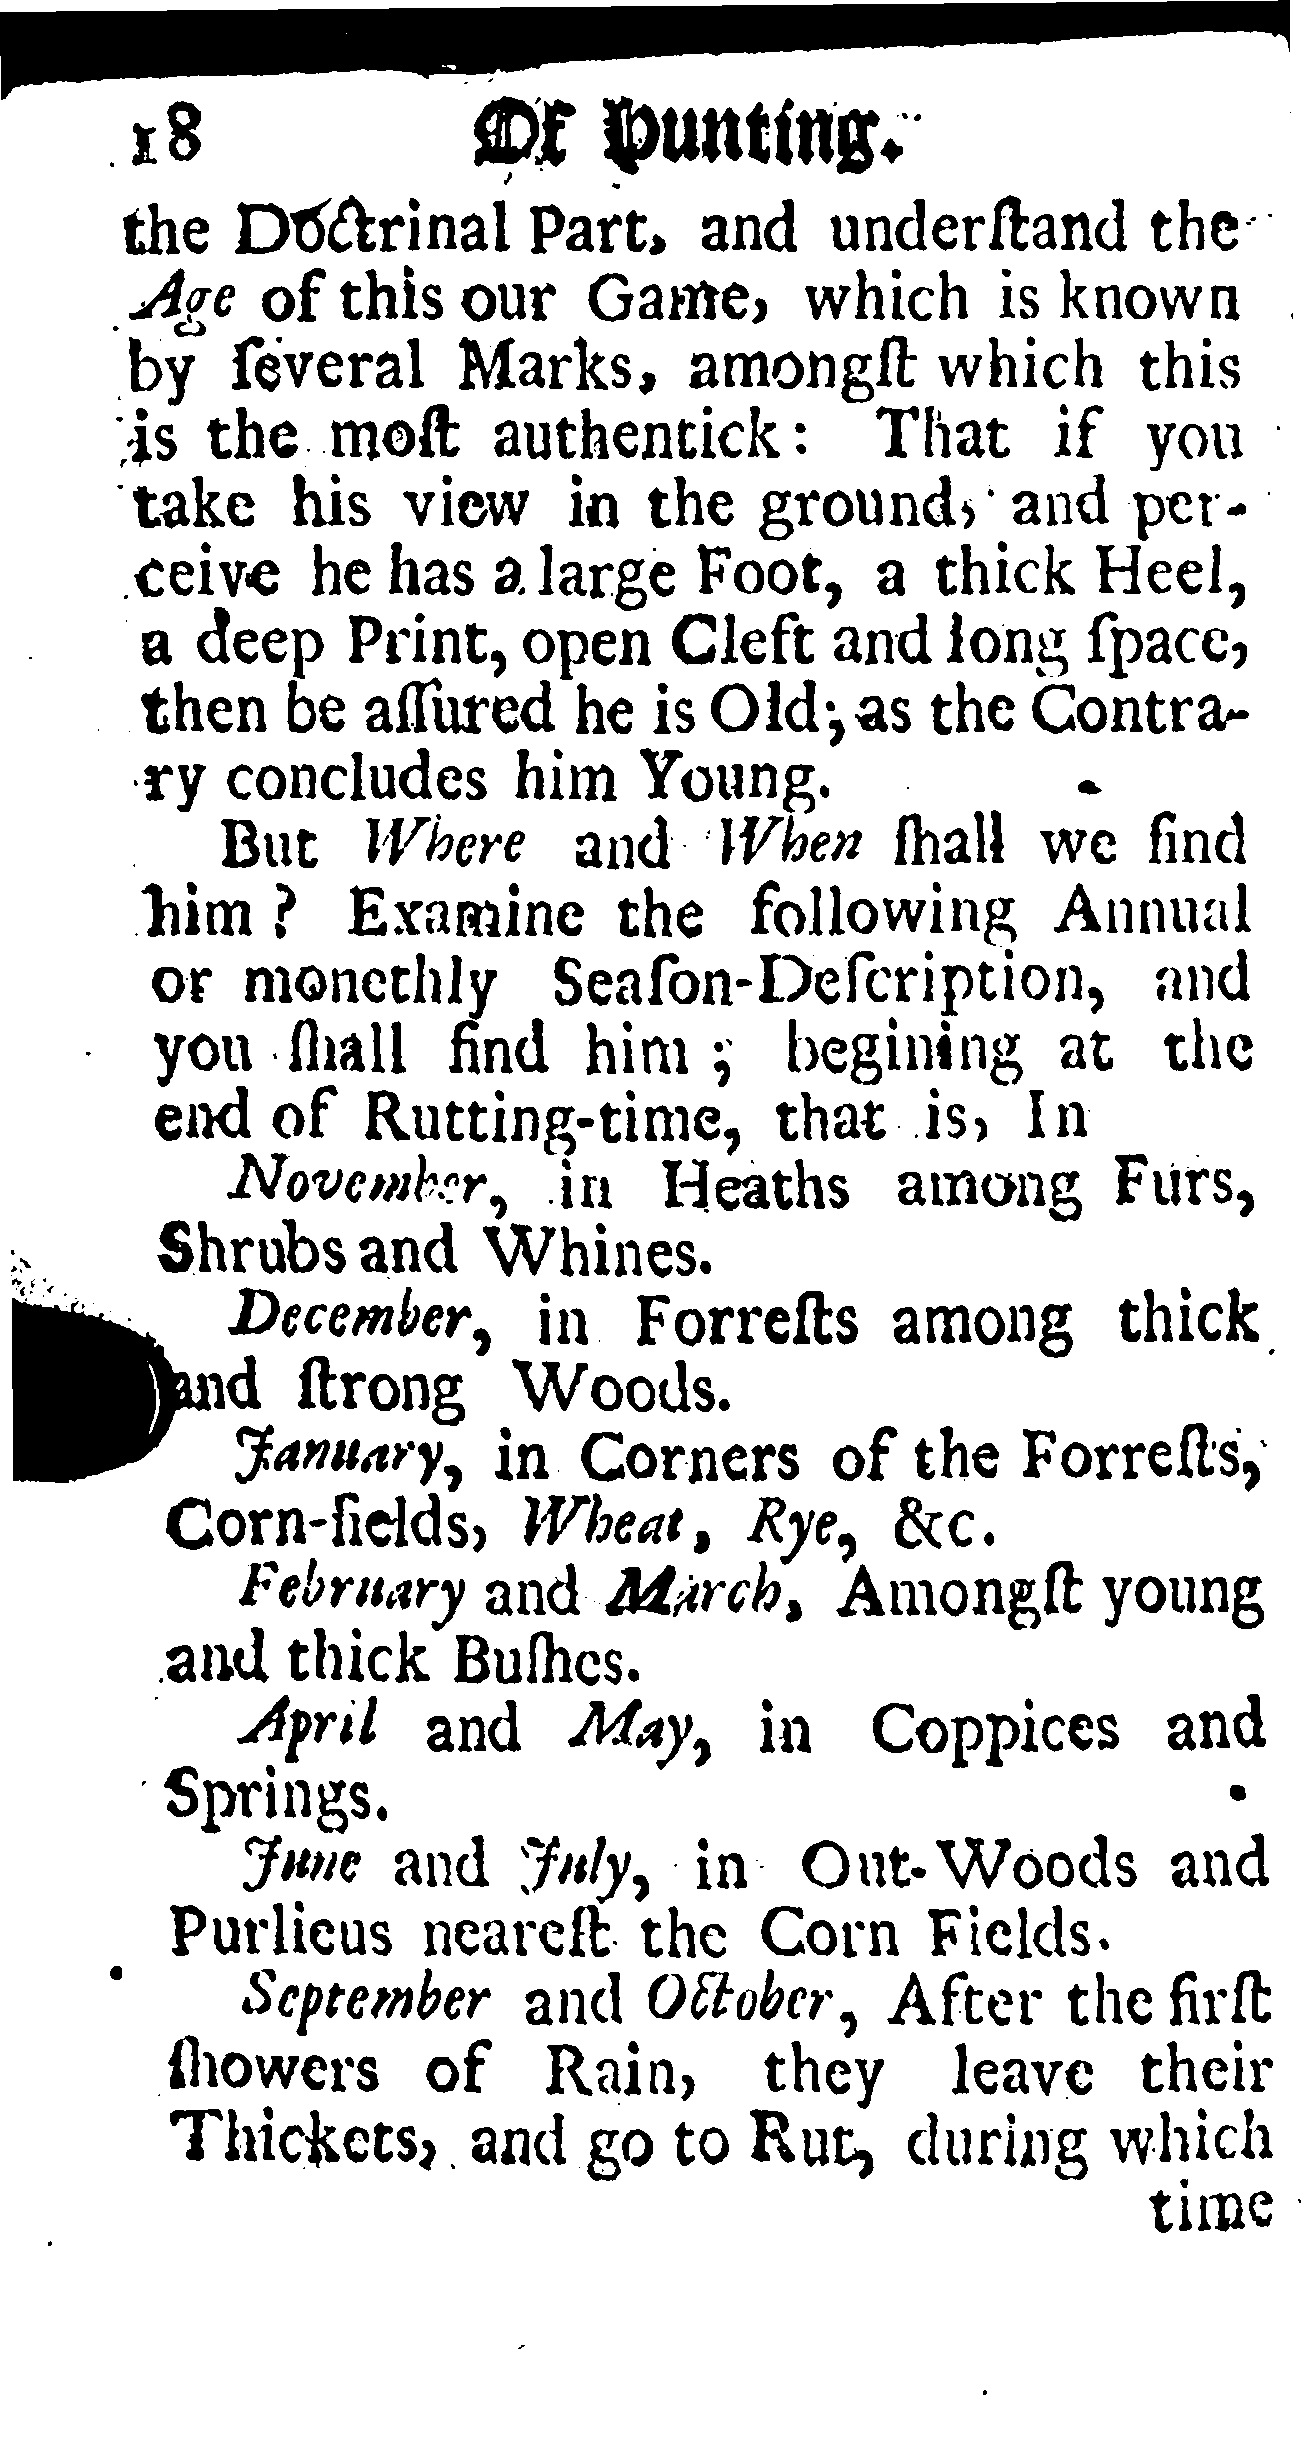 18 Of Hunting.
the Doctrinal Part, and underſtand the
Age of this our Game, which is known
by ſeveral Marks, amongſt which this
is the moſt authentick: That if you
take his view in the ground, and per-
ceive he has a large Foot, a thick Heel,
a deep Print, open Cleft and long ſpace,
then be aſſured he is Old; as the Contra-
ry concludes him Young.
But Where and When ſhall we find
him ? Examine the following Annual
or monethly Seaſon-Deſcription, and
you ſhall find him ; begining at the
end of Rutting-time, that is, In
November, in Heaths among Furs,
Shrubs and Whines.
December, in Forreſts among thick
and ſtrong Woods.
January, in Corners of the Forreſts,
Corn-fields, Wheat, Rye, &c.
February and March, Amongſt young
and thick Buſhes.
April and May, in Coppices and
Springs.
June and July, in Out-Woods and
Purlieus neareſt the Corn Fields.
September and October, After the firſt
ſhowers of Rain, they leave their
Thickets, and go to Rut, during which
time